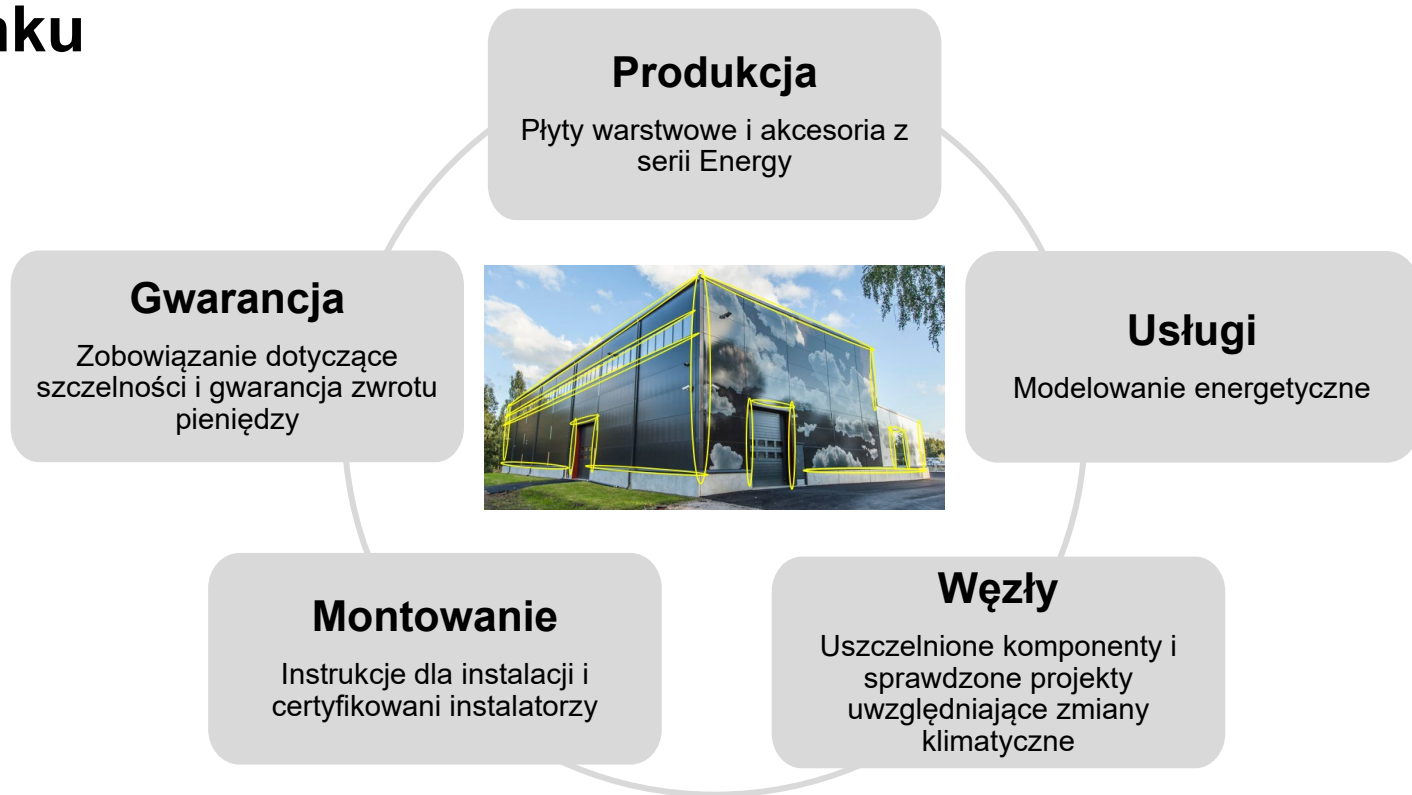 nku
Produkcja
Płyty warstwowe i akcesoria z
serii Energy
Gwarancja
Zobowiązanie dotyczące
szczelności i gwarancja zwrotu
pieniędzy
Usługi
Modelowanie energetyczne
Montowanie
Instrukcje dla instalacji i
certyfikowani instalatorzy
Węzły
Uszczelnione komponenty i
sprawdzone projekty
uwzględniające zmiany
klimatyczne